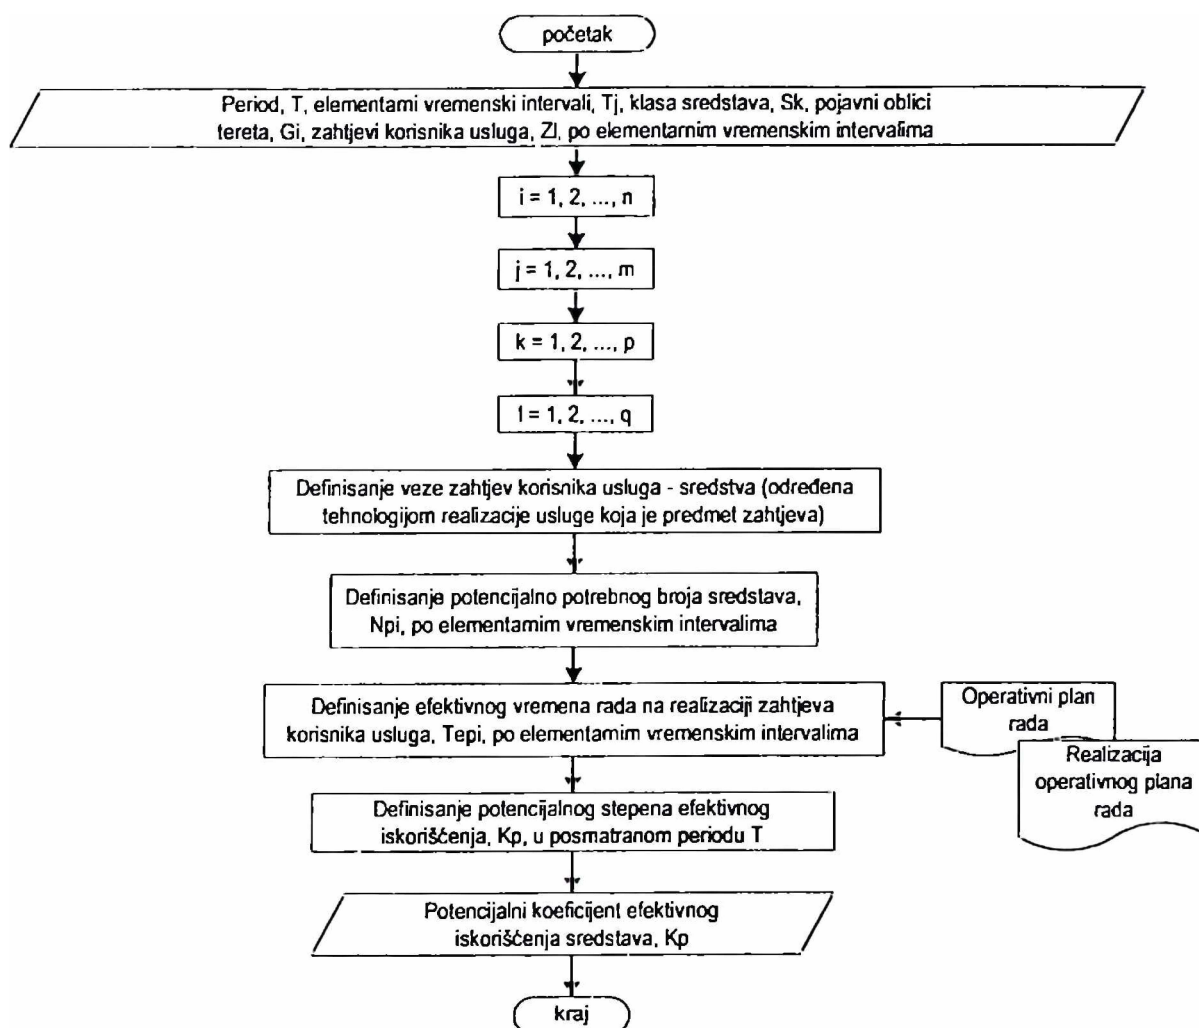 početak
Period, T, elementarni vremenski intervali, Tj, klasa sredstava, Sk, pojavni oblici
tereta, Gi, zahtjevi korisnika usluga, Zl, po elementarnim vremenskim intervalima
i = 1, 2, ..., n
j = 1, 2, ..., m
k = 1, 2, ..., p
l = 1, 2, ..., q
Definisanje veze zahtjev korisnika usluga - sredstva (određena
tehnologijom realizacije usluge koja je predmet zahtjeva)
Definisanje potencijalno potrebnog broja sredstava,
Npi, po elementarnim vremenskim intervalima
Definisanje efektivnog vremena rada na realizaciji zahtjeva
korisnika usluga, Tepi, po elementarnim vremenskim intervalima
Operativni plan
rada
Realizacija
operativnog plana
rada
Definisanje potencijalnog stepena efektivnog
iskorišćenja, Kp, u posmatranom periodu T
Potencijalni koeficijent efektivnog
iskorišćenja sredstava, Kp
kraj